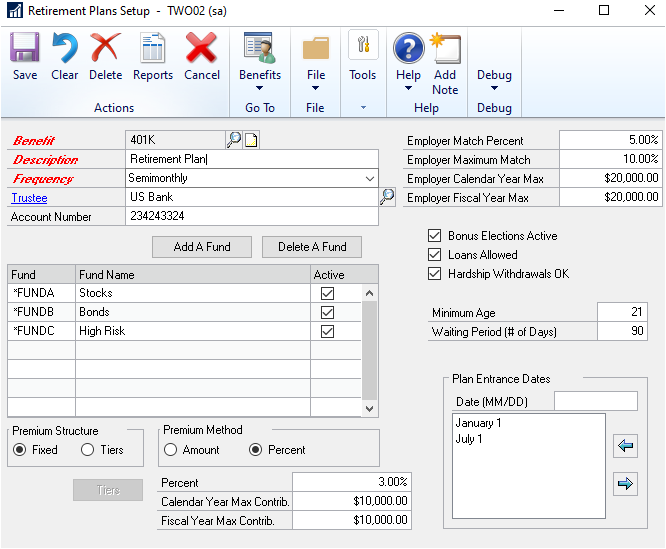 Retirement Plans Setup - TWO02 (sa)
Save Clear Delete Reports Cancel Benefits File Tools Help Add Note Debug
Actions Go To File Help Debug
Benefit 401K
Description Retirement Plan
Frequency Semimonthly
Trustee US Bank
Account Number 234243324
Employer Match Percent 5.00%
Employer Maximum Match 10.00%
Employer Calendar Year Max $20,000.00
Employer Fiscal Year Max $20,000.00
Add A Fund Delete A Fund
Bonus Elections Active
Loans Allowed
Hardship Withdrawals OK
Fund Fund Name Active
*FUNDA Stocks
*FUNDB Bonds
*FUNDC High Risk
Minimum Age 21
Waiting Period (# of Days) 90
Plan Entrance Dates
Date (MM/DD)
January 1
July 1
Premium Structure
Fixed Tiers
Premium Method
Amount Percent
Tiers
Percent 3.00%
Calendar Year Max Contrib. $10,000.00
Fiscal Year Max Contrib. $10,000.00